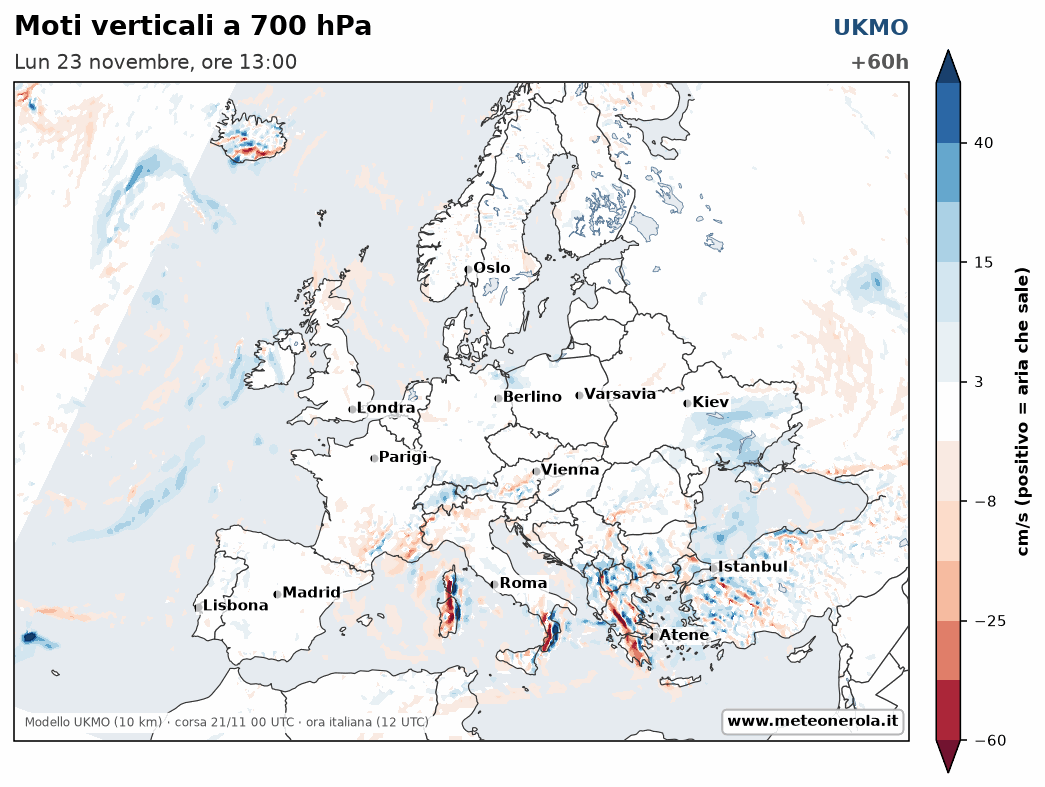 Moti verticali a 700 hPa
UKMO
Lun 23 novembre, ore 13:00
+60h
40
15
3
−8
−25
−60
cm/s (positivo = aria che sale)
Oslo
Berlino
Varsavia
Kiev
Londra
Parigi
Vienna
Istanbul
Roma
Madrid
Lisbona
Atene
Modello UKMO (10 km) · corsa 21/11 00 UTC · ora italiana (12 UTC)
www.meteonerola.it